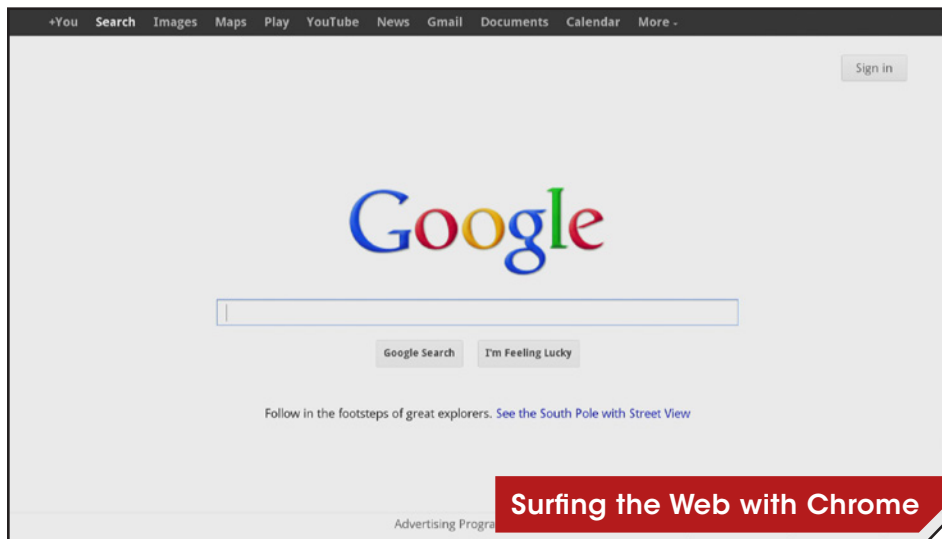 +You Search Images Maps Play YouTube News Gmail Documents Calendar More
Sign in
Google
Google Search I'm Feeling Lucky
Follow in the footsteps of great explorers. See the South Pole with Street View
Advertising
Surfing the Web with Chrome